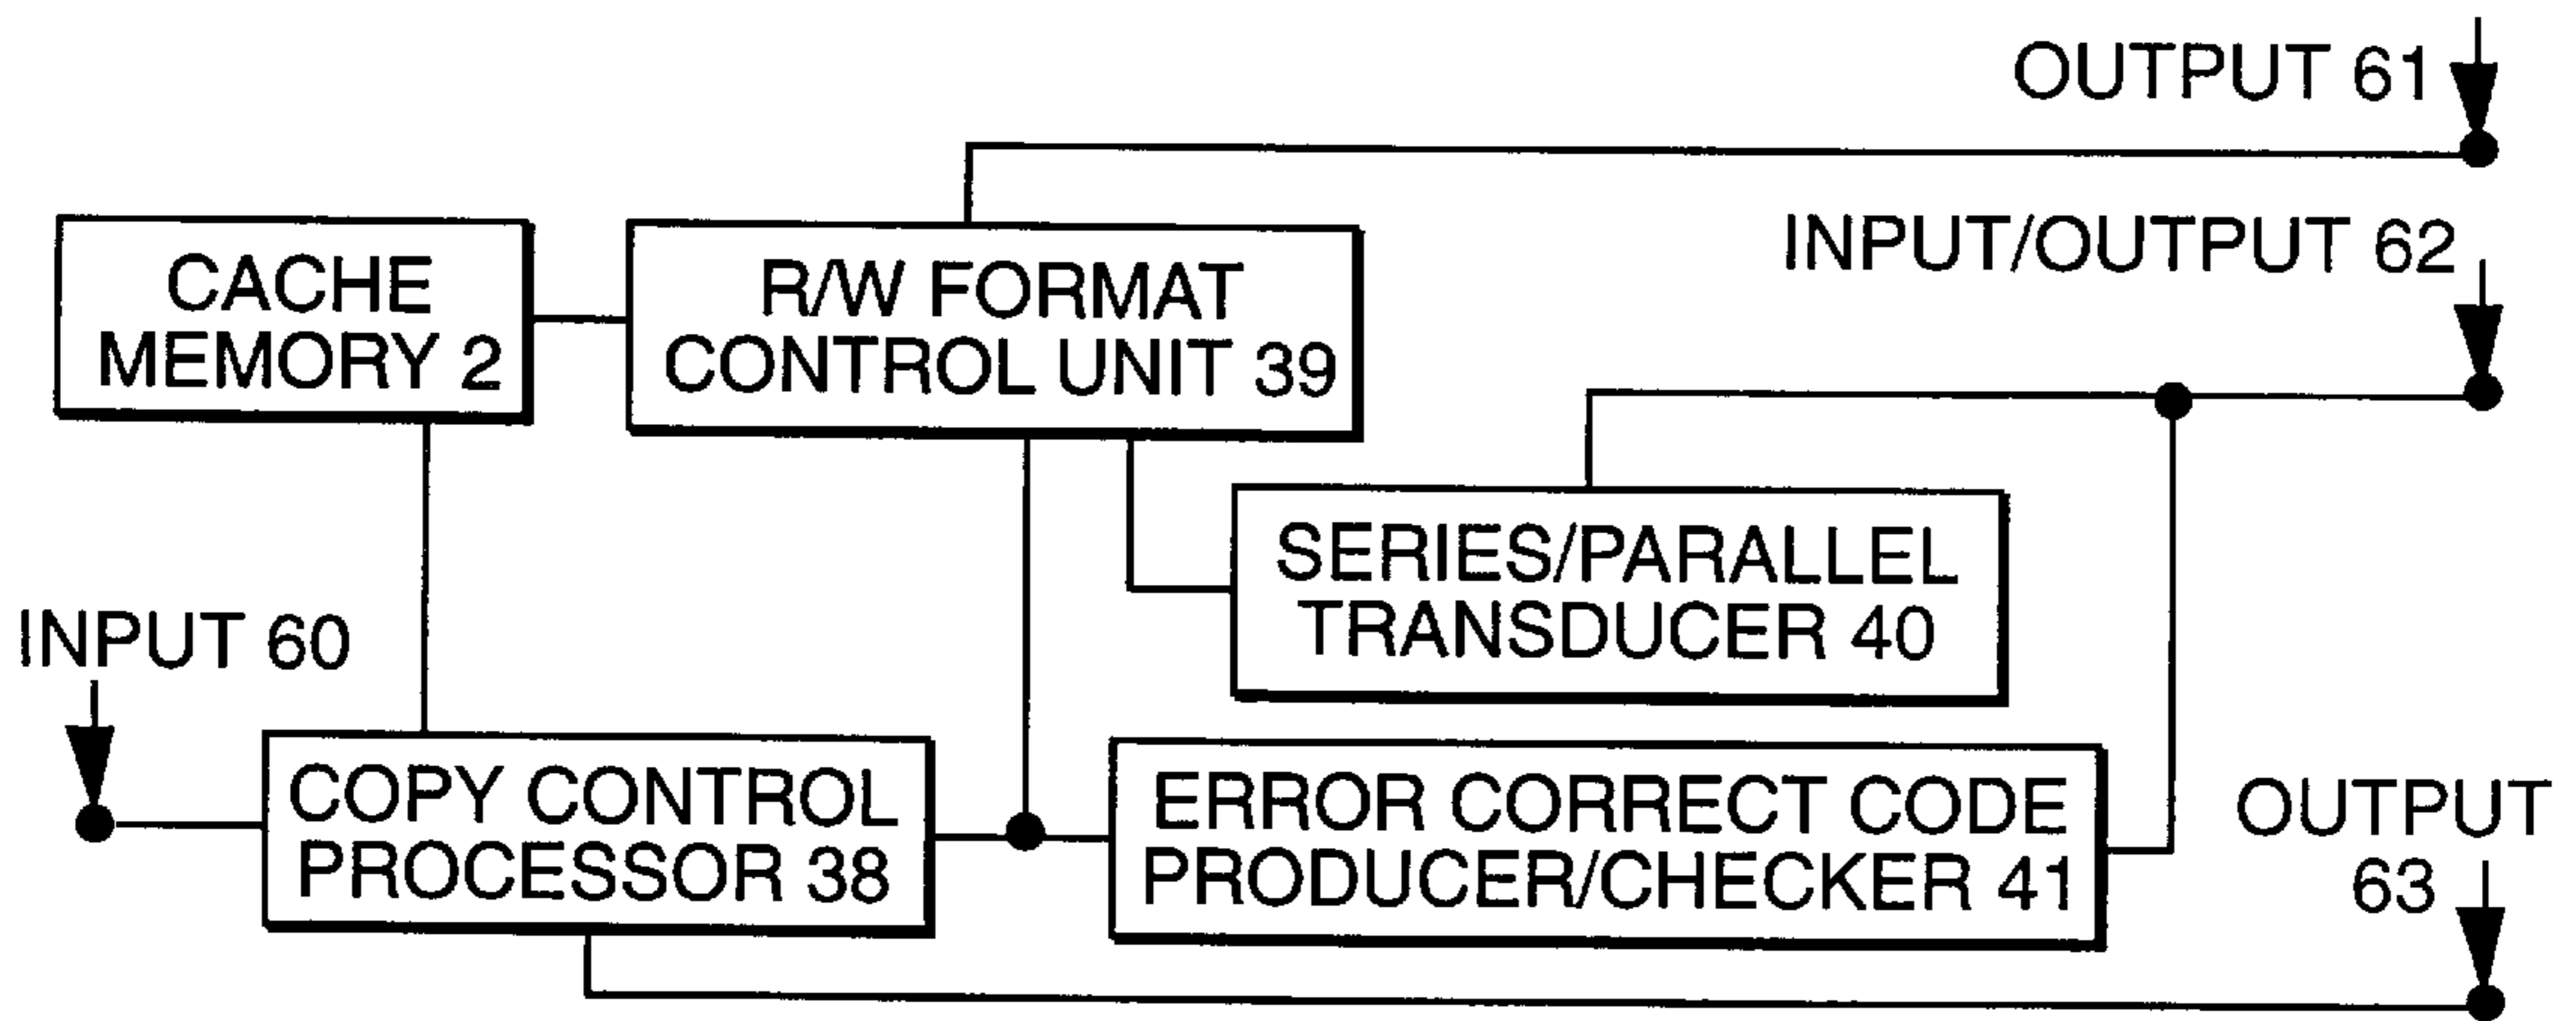 OUTPUT 61
INPUT/OUTPUT 62
CACHE
MEMORY 2
R/W FORMAT
CONTROL UNIT 39
SERIES/PARALLEL
TRANSDUCER 40
INPUT 60
COPY CONTROL
PROCESSOR 38
ERROR CORRECT CODE
PRODUCER/CHECKER 41
OUTPUT
63